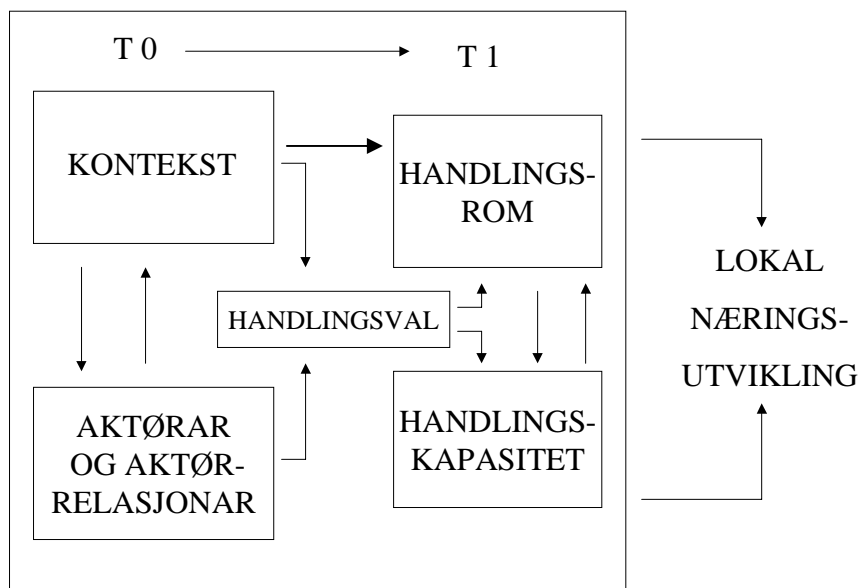 T 0
T 1
KONTEKST
HANDLINGS-
ROM
HANDLINGSVAL
AKTØRAR
OG AKTØR-
RELASJONAR
HANDLINGS-
KAPASITET
LOKAL
NÆRINGS-
UTVIKLING